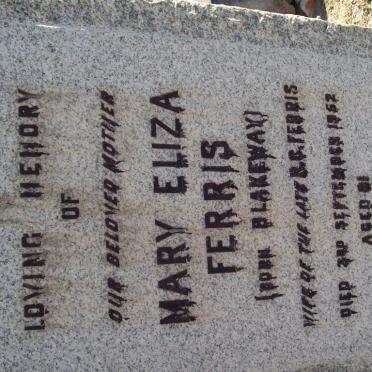 LOVING MEMORY
OF
OUR BELOVED MOTHER
MARY ELIZA
FERRIS
(BORN BLAKEWAY)
WIFE OF THE LATE B.G. FERRIS
DIED 2ND SEPTEMBER 1952
AGED 81